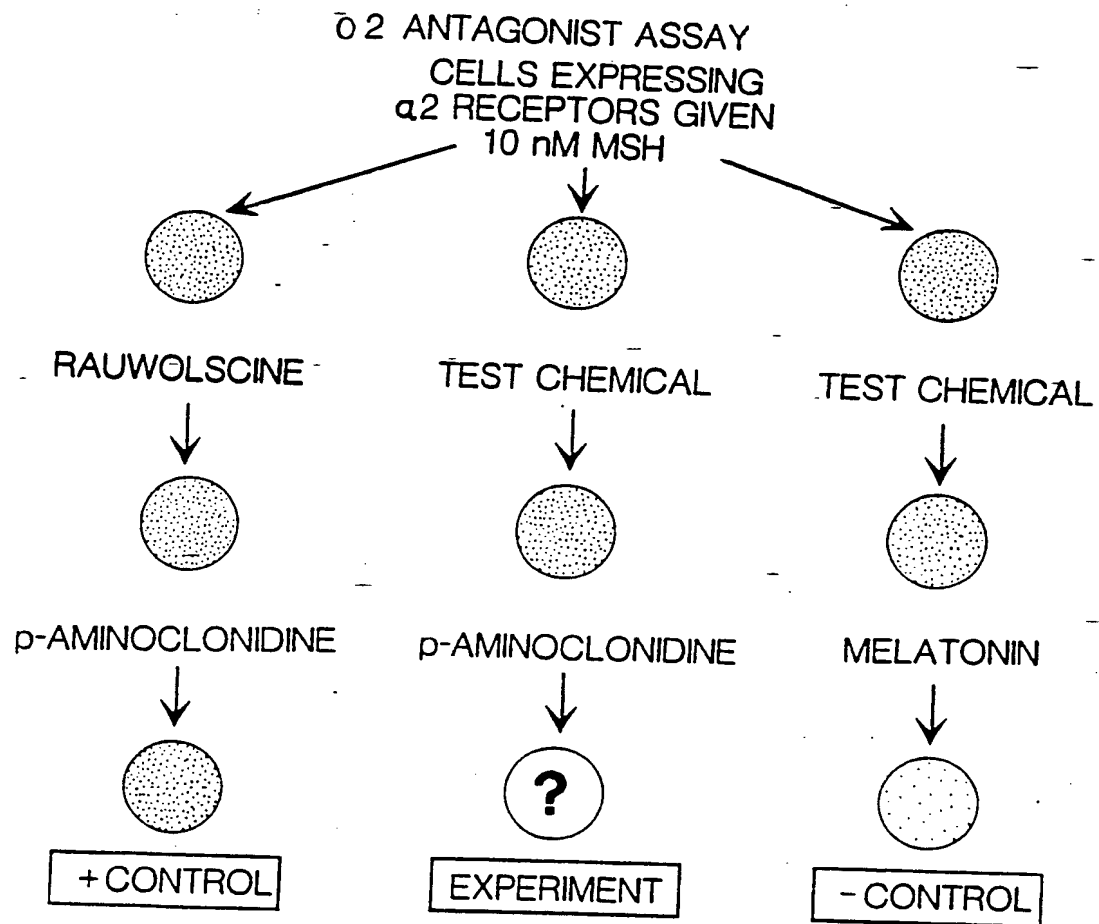 ō 2 ANTAGONIST ASSAY
CELLS EXPRESSING
α2 RECEPTORS GIVEN
10 nM MSH
RAUWOLSCINE
TEST CHEMICAL
TEST CHEMICAL
p-AMINOCLONIDINE
p-AMINOCLONIDINE
MELATONIN
?
+ CONTROL
EXPERIMENT
- CONTROL